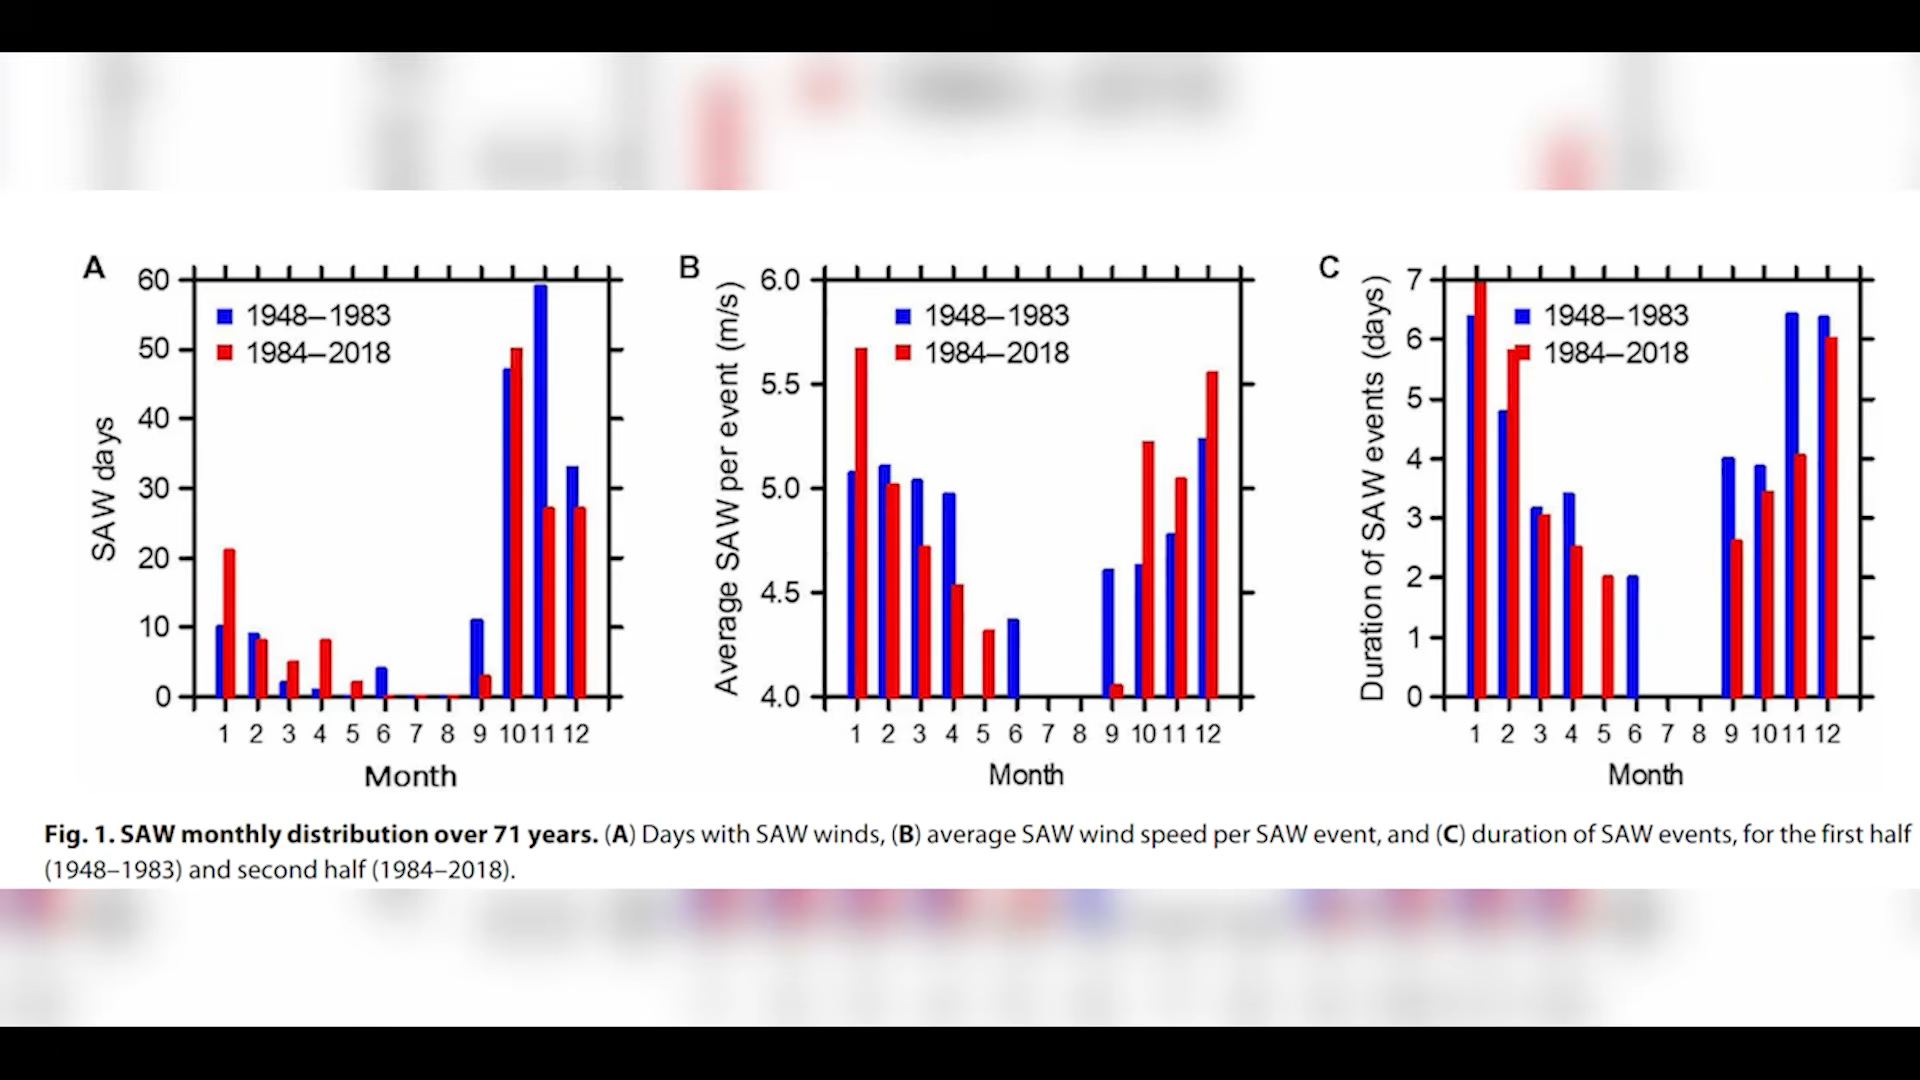 A
60
50
40
30
20
10
0
SAW days
1948–1983
1984–2018
1 2 3 4 5 6 7 8 9 10 11 12
Month
B
6.0
5.5
5.0
4.5
4.0
Average SAW per event (m/s)
1948–1983
1984–2018
1 2 3 4 5 6 7 8 9 10 11 12
Month
C
7
6
5
4
3
2
1
0
Duration of SAW events (days)
1948–1983
1984–2018
1 2 3 4 5 6 7 8 9 10 11 12
Month
Fig. 1. SAW monthly distribution over 71 years. (A) Days with SAW winds, (B) average SAW wind speed per SAW event, and (C) duration of SAW events, for the first half
(1948–1983) and second half (1984–2018).